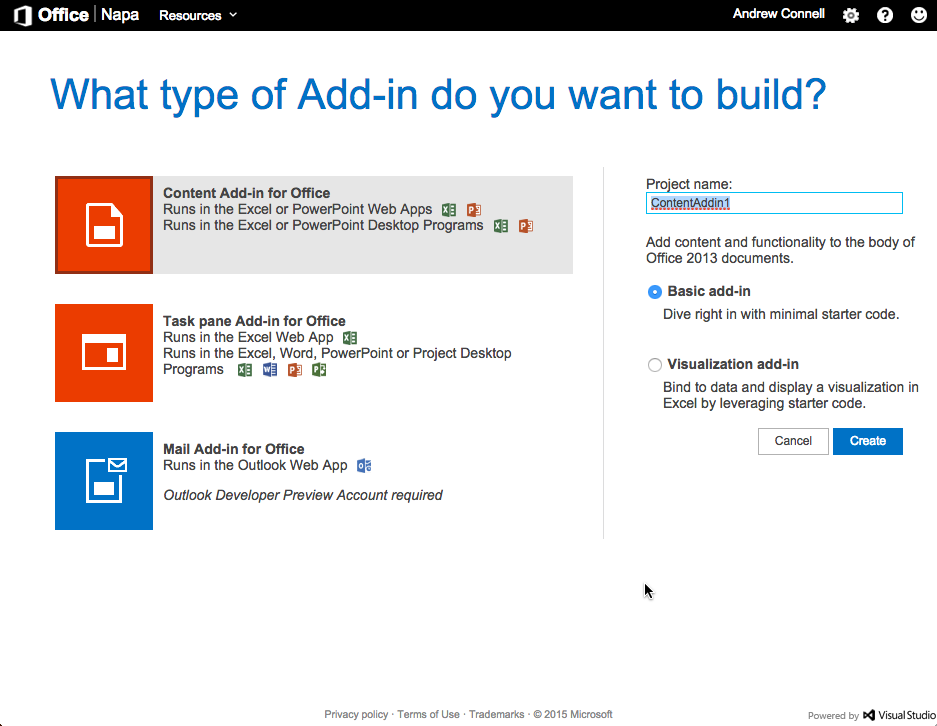 Office Napa Resources Andrew Connell
What type of Add-in do you want to build?
Content Add-in for Office
Runs in the Excel or PowerPoint Web Apps
Runs in the Excel or PowerPoint Desktop Programs
Task pane Add-in for Office
Runs in the Excel Web App
Runs in the Excel, Word, PowerPoint or Project Desktop
Programs
Mail Add-in for Office
Runs in the Outlook Web App
Outlook Developer Preview Account required
Project name:
ContentAddin1
Add content and functionality to the body of
Office 2013 documents.
Basic add-in
Dive right in with minimal starter code.
Visualization add-in
Bind to data and display a visualization in
Excel by leveraging starter code.
Cancel Create
Privacy policy · Terms of Use · Trademarks · © 2015 Microsoft
Powered by Visual Studio